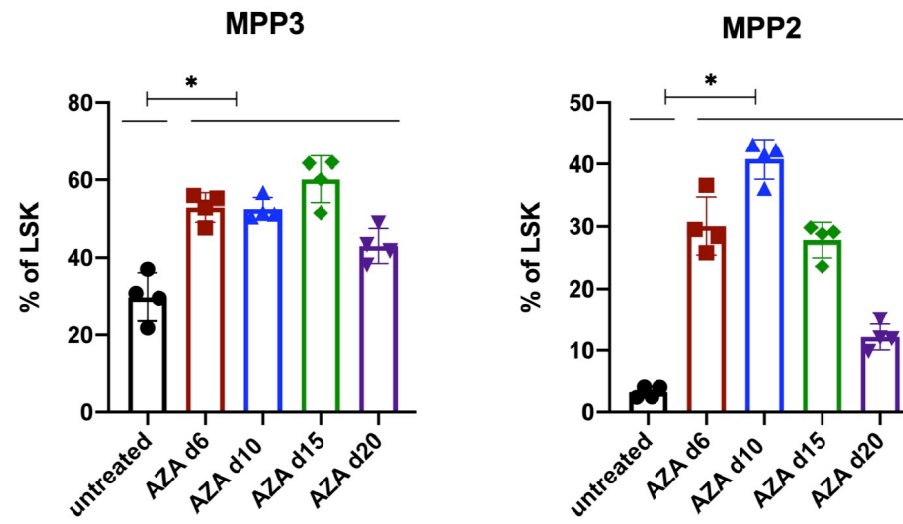 MPP3
*
% of LSK
80
60
40
20
0
untreated
AZA d6
AZA d10
AZA d15
AZA d20
MPP2
*
% of LSK
50
40
30
20
10
0
untreated
AZA d6
AZA d10
AZA d15
AZA d20